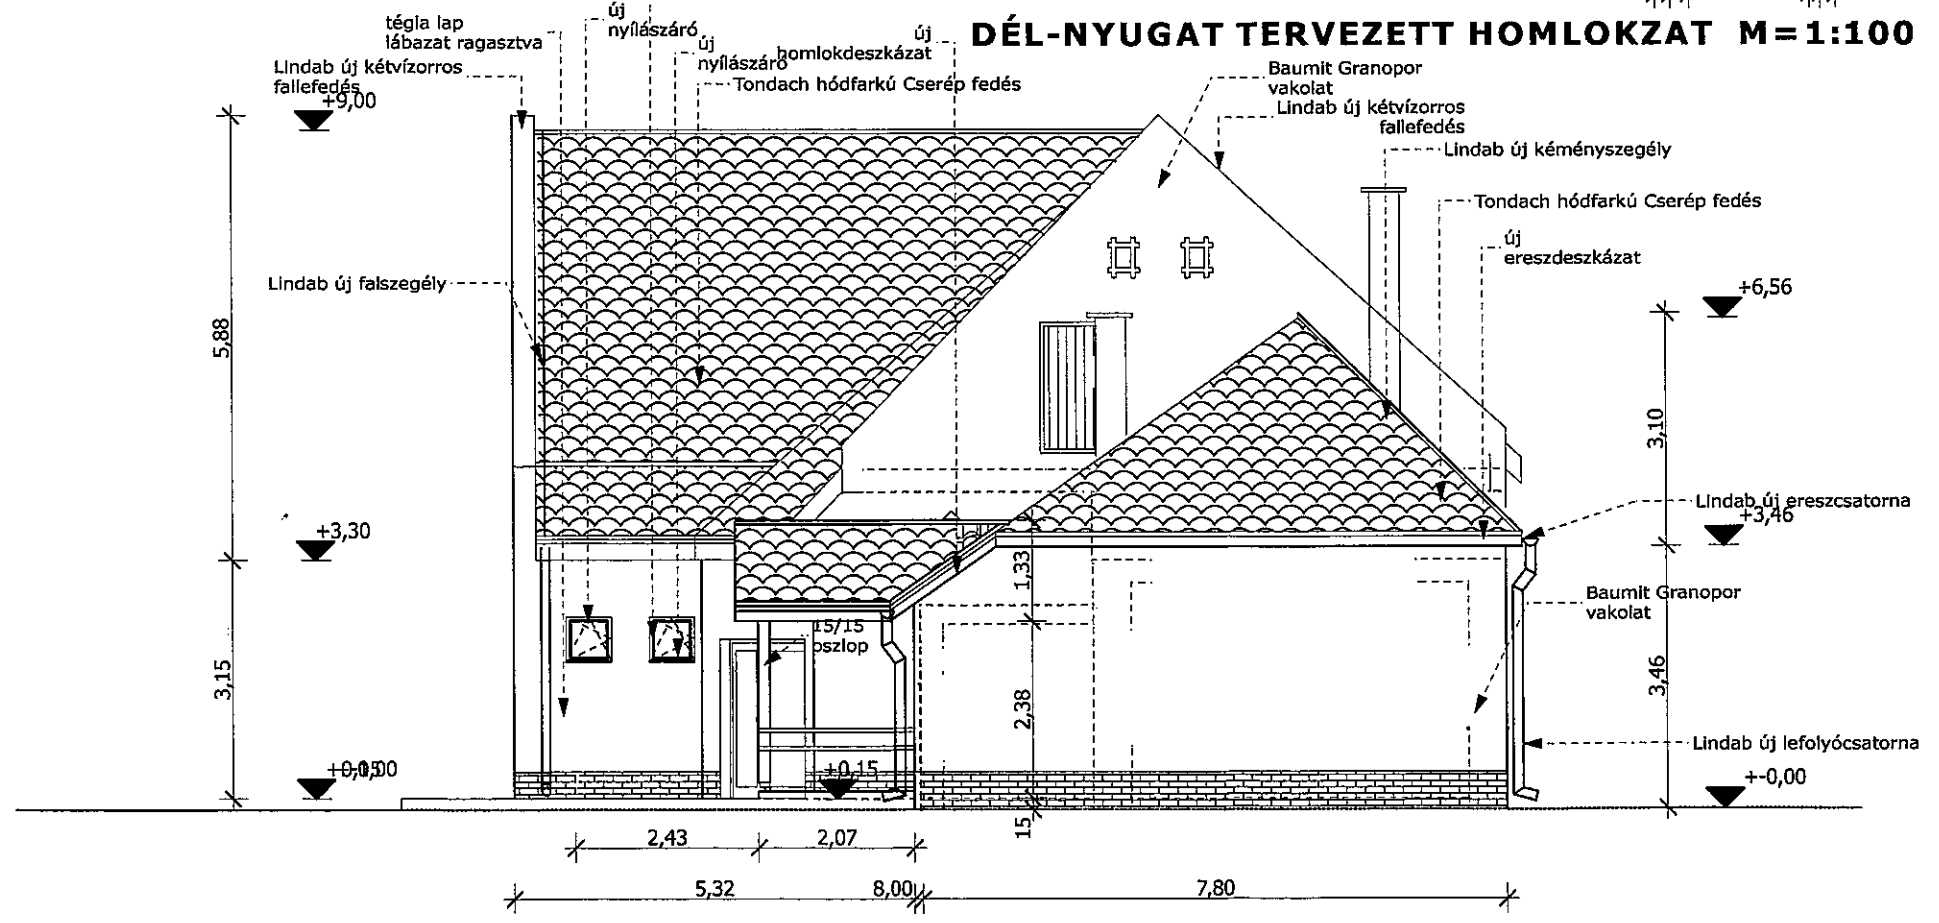 DÉL-NYUGAT TERVEZETT HOMLOKZAT M=1:100
új
nyílászáró
tégla lap
lábazat ragasztva
új
nyílászáró
új
homlokdeszkázat
Lindab új kétvízorros
fallefedés
Tondach hódfarkú Cserép fedés
Baumit Granopor
vakolat
Lindab új kétvízorros
fallefedés
Lindab új kéményszegély
Tondach hódfarkú Cserép fedés
új
ereszdeszkázat
+9,00
Lindab új falszegély
+6,56
5,88
3,10
Lindab új ereszcsatorna
+3,46
+3,30
1,33
Baumit Granopor
vakolat
15/15
oszlop
3,15
2,38
3,46
Lindab új lefolyócsatorna
+0,15
+-0,00
15
2,43
2,07
5,32
8,00
7,80